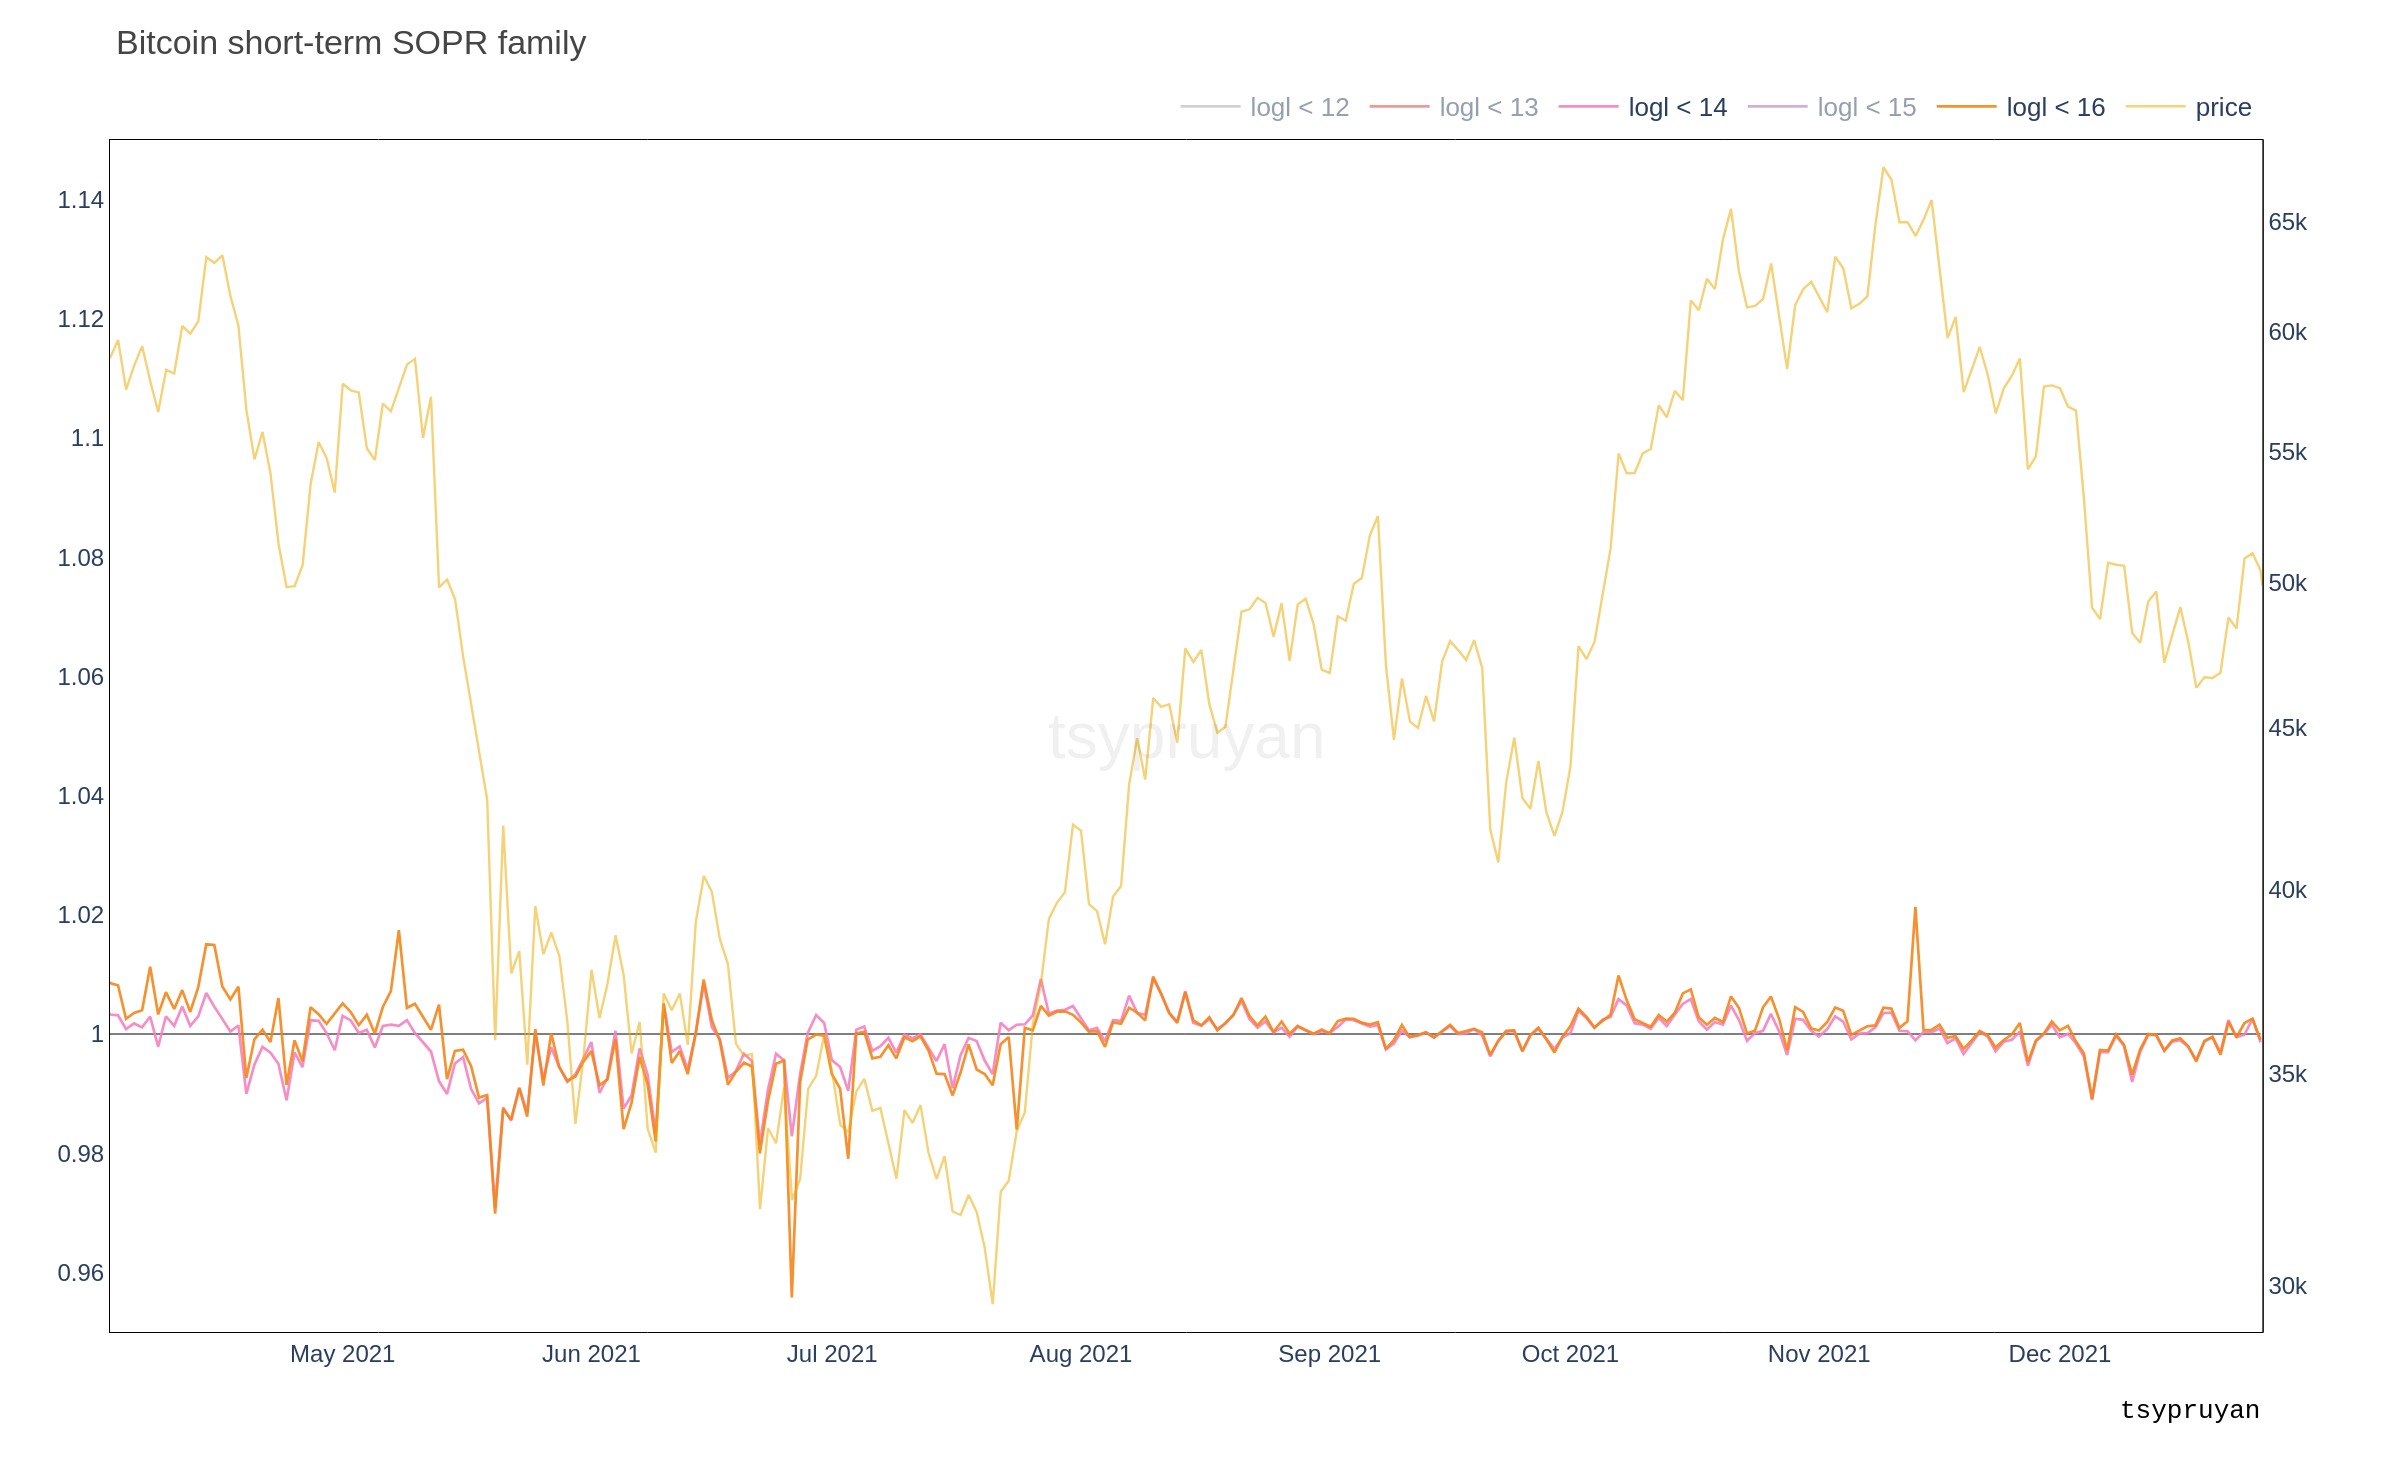 Bitcoin short-term SOPR family
logl < 12 logl < 13 logl < 14 logl < 15 logl < 16 price
1.14
1.12
1.1
1.08
1.06
1.04
1.02
1
0.98
0.96
65k
60k
55k
50k
45k
40k
35k
30k
tsypruyan
May 2021 Jun 2021 Jul 2021 Aug 2021 Sep 2021 Oct 2021 Nov 2021 Dec 2021
tsypruyan